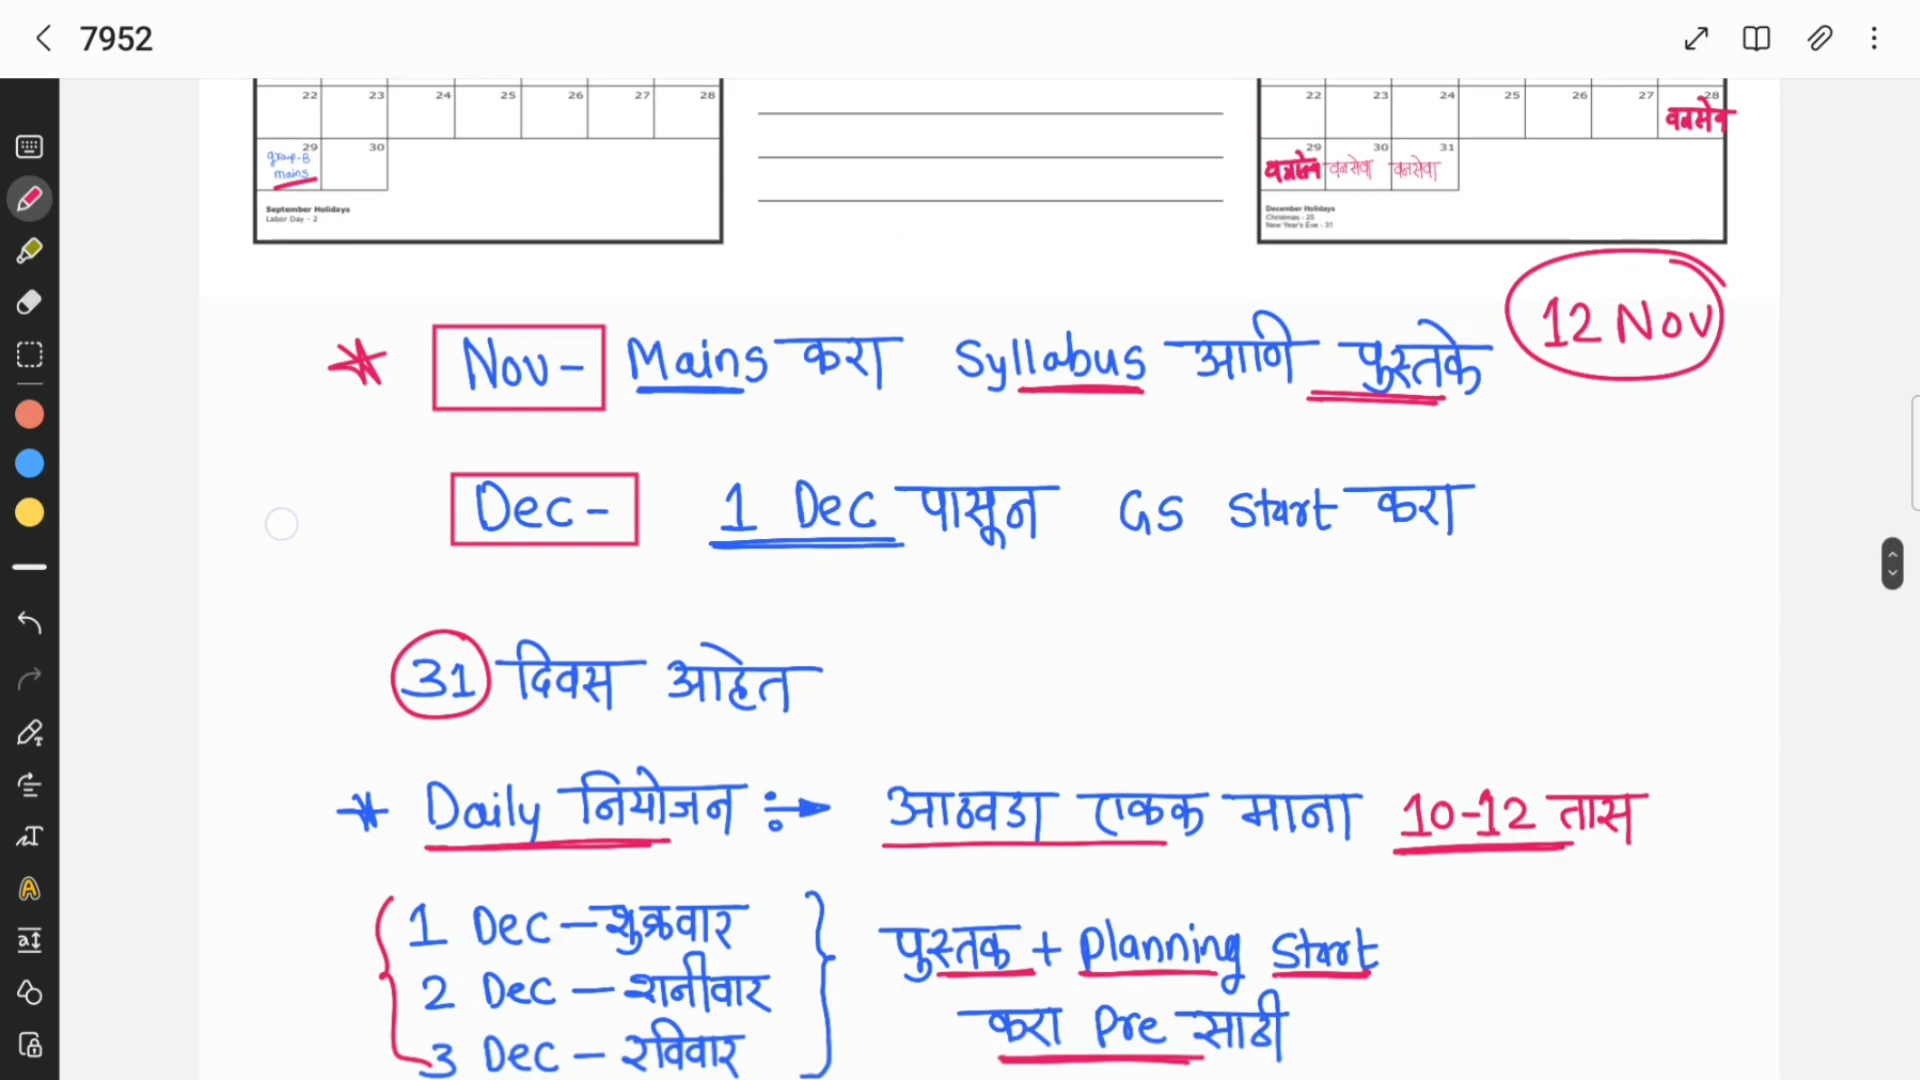 7952
22 23 24 25 26 27 28
29 30
group-B
mains
September Holidays
Labor Day - 2
22 23 24 25 26 27 28
वनसेवा
29 30 31
वनसेवा वनसेवा
December Holidays
Christmas - 25
New Year's Eve - 31
12 Nov
Nov- Mains करा Syllabus आणि पुस्तके
Dec- 1 Dec पासून GS Start करा
31 दिवस आहेत
Daily नियोजन ÷→ आठवडा एकक माना 10-12 तास
1 Dec - शुक्रवार
2 Dec - शनीवार
3 Dec - रविवार
पुस्तक + planning Start
करा Pre साठी